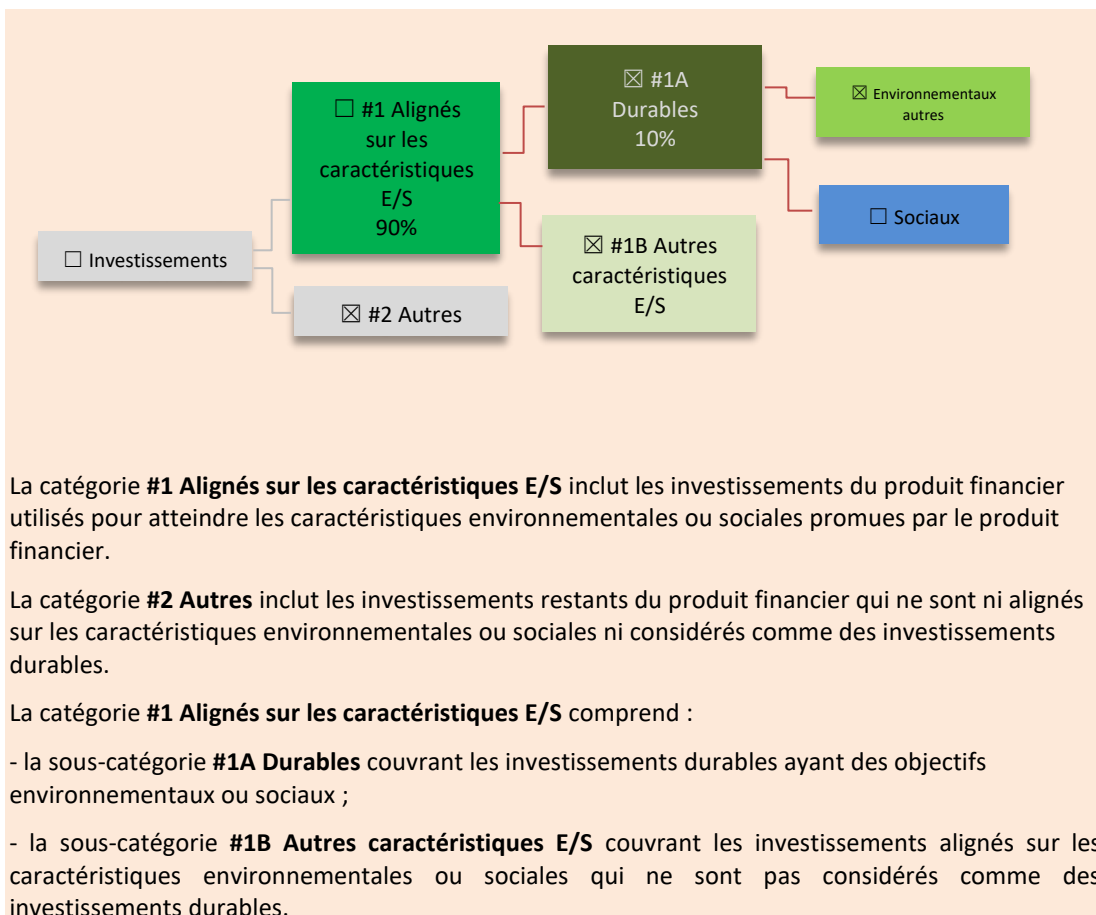 ☐ Investissements
☐ #1 Alignés
sur les
caractéristiques
E/S
90%
☒ #2 Autres
☒ #1A
Durables
10%
☒ #1B Autres
caractéristiques
E/S
☒ Environnementaux
autres
☐ Sociaux
La catégorie #1 Alignés sur les caractéristiques E/S inclut les investissements du produit financier
utilisés pour atteindre les caractéristiques environnementales ou sociales promues par le produit
financier.
La catégorie #2 Autres inclut les investissements restants du produit financier qui ne sont ni alignés
sur les caractéristiques environnementales ou sociales ni considérés comme des investissements
durables.
La catégorie #1 Alignés sur les caractéristiques E/S comprend :
- la sous-catégorie #1A Durables couvrant les investissements durables ayant des objectifs
environnementaux ou sociaux ;
- la sous-catégorie #1B Autres caractéristiques E/S couvrant les investissements alignés sur les
caractéristiques environnementales ou sociales qui ne sont pas considérés comme des
investissements durables.